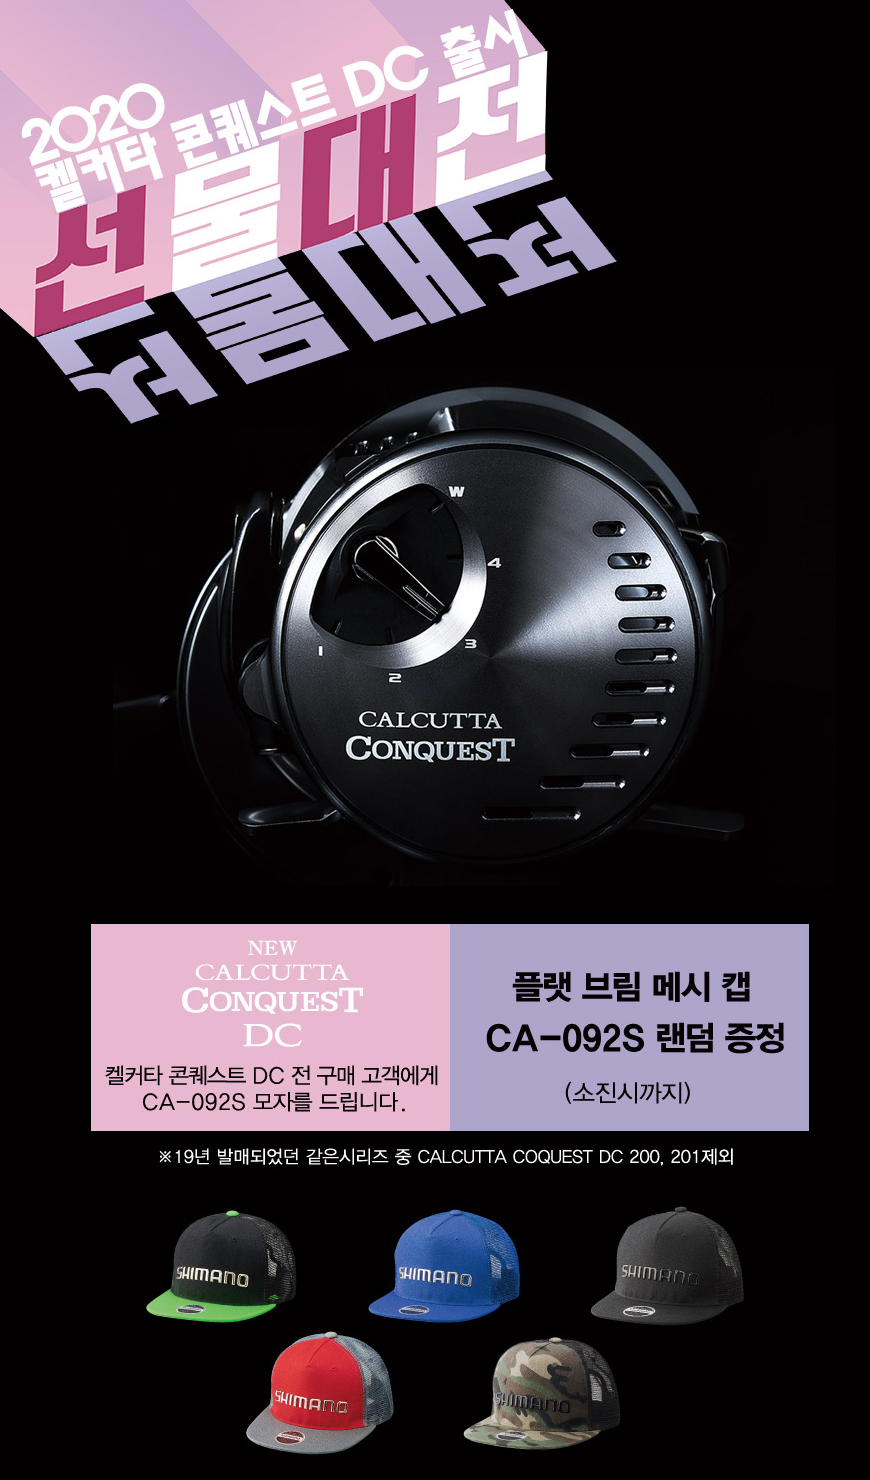 2020
켈커타 콘퀘스트 DC 출시
선물대전
W
4
3
2
1
CALCUTTA
CONQUEST
NEW
CALCUTTA
CONQUEST
DC
켈커타 콘퀘스트 DC 전 구매 고객에게
CA-092S 모자를 드립니다.
플랫 브림 메시 캡
CA-092S 랜덤 증정
(소진시까지)
※19년 발매되었던 같은시리즈 중 CALCUTTA COQUEST DC 200, 201제외
SHIMANO
SHIMANO
SHIMANO
SHIMANO
SHIMANO